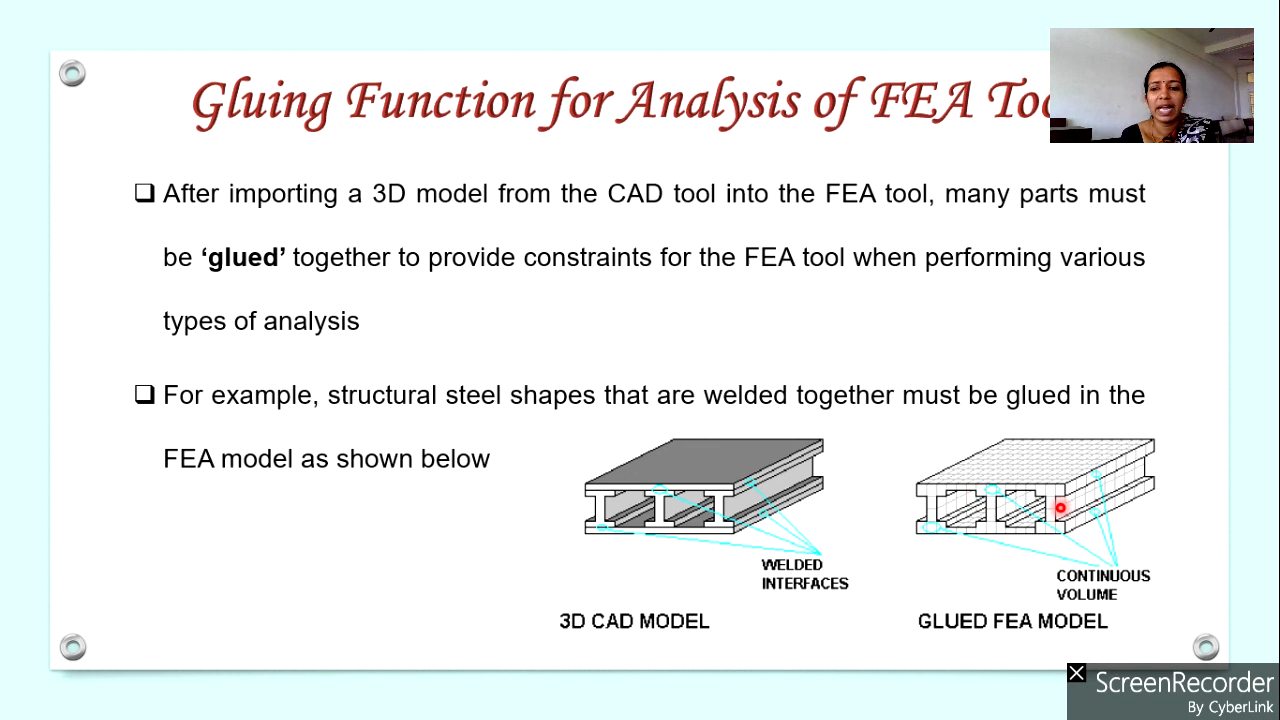 Gluing Function for Analysis of FEA
❑ After importing a 3D model from the CAD tool into the FEA tool, many parts must
be ‘glued’ together to provide constraints for the FEA tool when performing various
types of analysis
❑ For example, structural steel shapes that are welded together must be glued in the
FEA model as shown below
WELDED
INTERFACES
3D CAD MODEL
CONTINUOUS
VOLUME
GLUED FEA MODEL
ScreenRecorder
By CyberLink